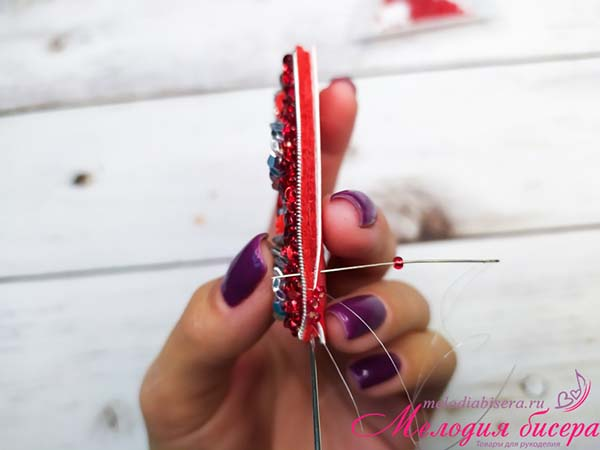 melodiabisera.ru
Мелодия бисера
Товары для рукоделия